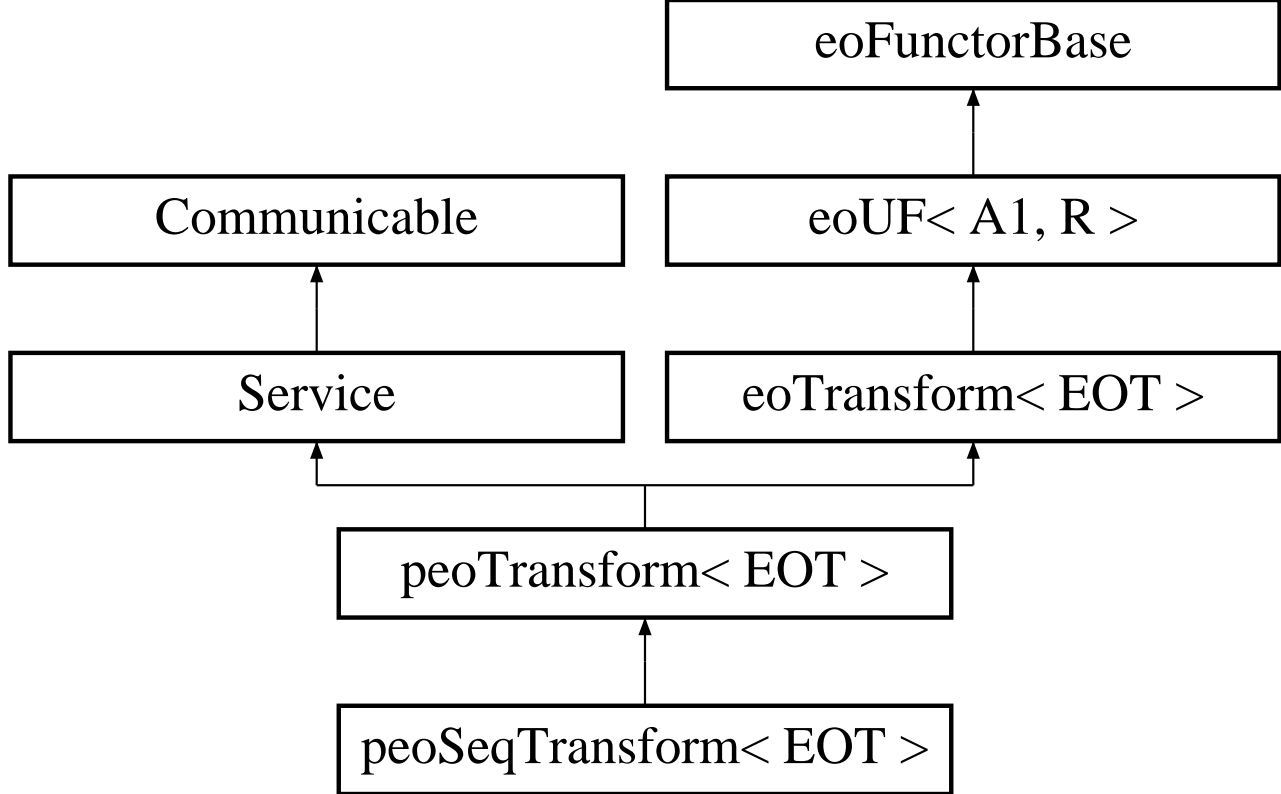 eoFunctorBase
Communicable
eoUF< A1, R >
Service
eoTransform< EOT >
peoTransform< EOT >
peoSeqTransform< EOT >